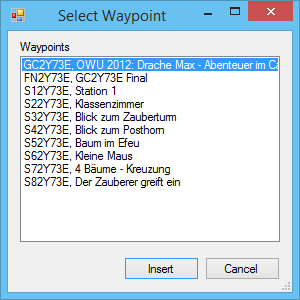 Select Waypoint
Waypoints
GC2Y73E, OWU 2012: Drache Max - Abenteuer im
FN2Y73E, GC2Y73E Final
S12Y73E, Station 1
S22Y73E, Klassenzimmer
S32Y73E, Blick zum Zauberturm
S42Y73E, Blick zum Posthorn
S52Y73E, Baum im Efeu
S62Y73E, Kleine Maus
S72Y73E, 4 Bäume - Kreuzung
S82Y73E, Der Zauberer greift ein
Insert
Cancel